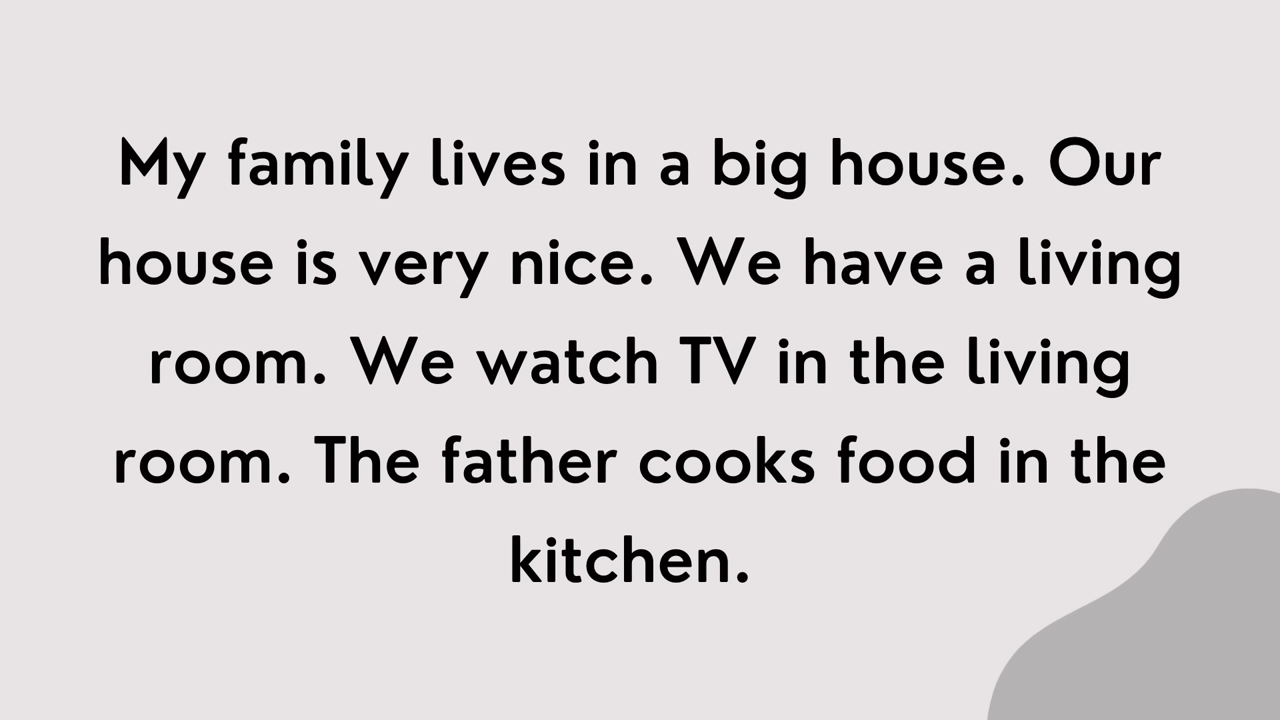 My family lives in a big house. Our
house is very nice. We have a living
room. We watch TV in the living
room. The father cooks food in the
kitchen.